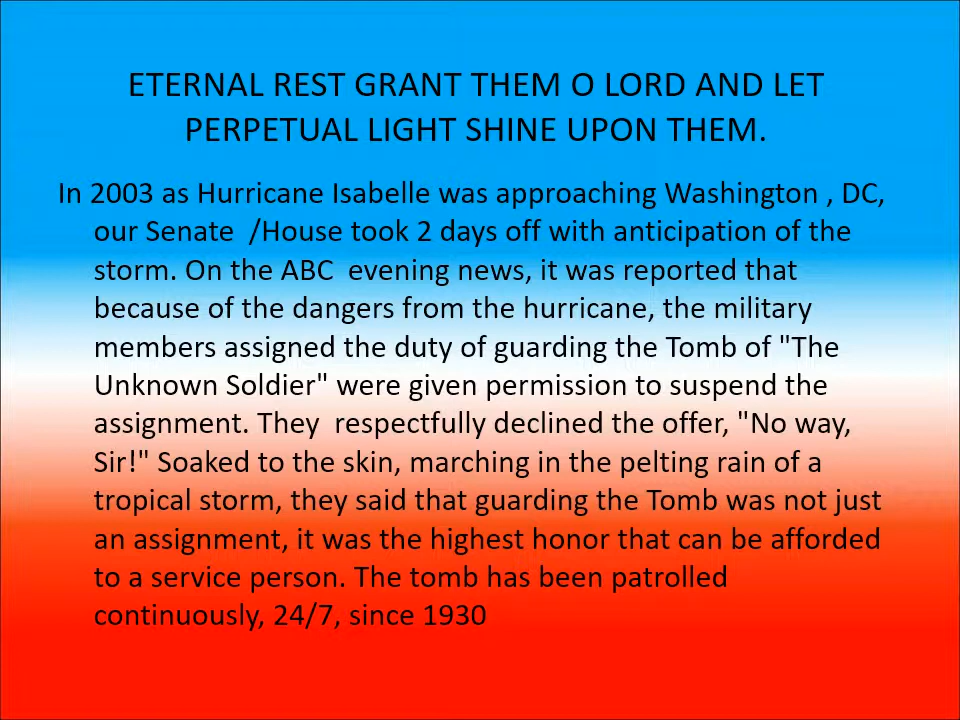 ETERNAL REST GRANT THEM O LORD AND LET
PERPETUAL LIGHT SHINE UPON THEM.
In 2003 as Hurricane Isabelle was approaching Washington , DC,
our Senate  /House took 2 days off with anticipation of the
storm. On the ABC  evening news, it was reported that
because of the dangers from the hurricane, the military
members assigned the duty of guarding the Tomb of "The
Unknown Soldier" were given permission to suspend the
assignment. They  respectfully declined the offer, "No way,
Sir!" Soaked to the skin, marching in the pelting rain of a
tropical storm, they said that guarding the Tomb was not just
an assignment, it was the highest honor that can be afforded
to a service person. The tomb has been patrolled
continuously, 24/7, since 1930